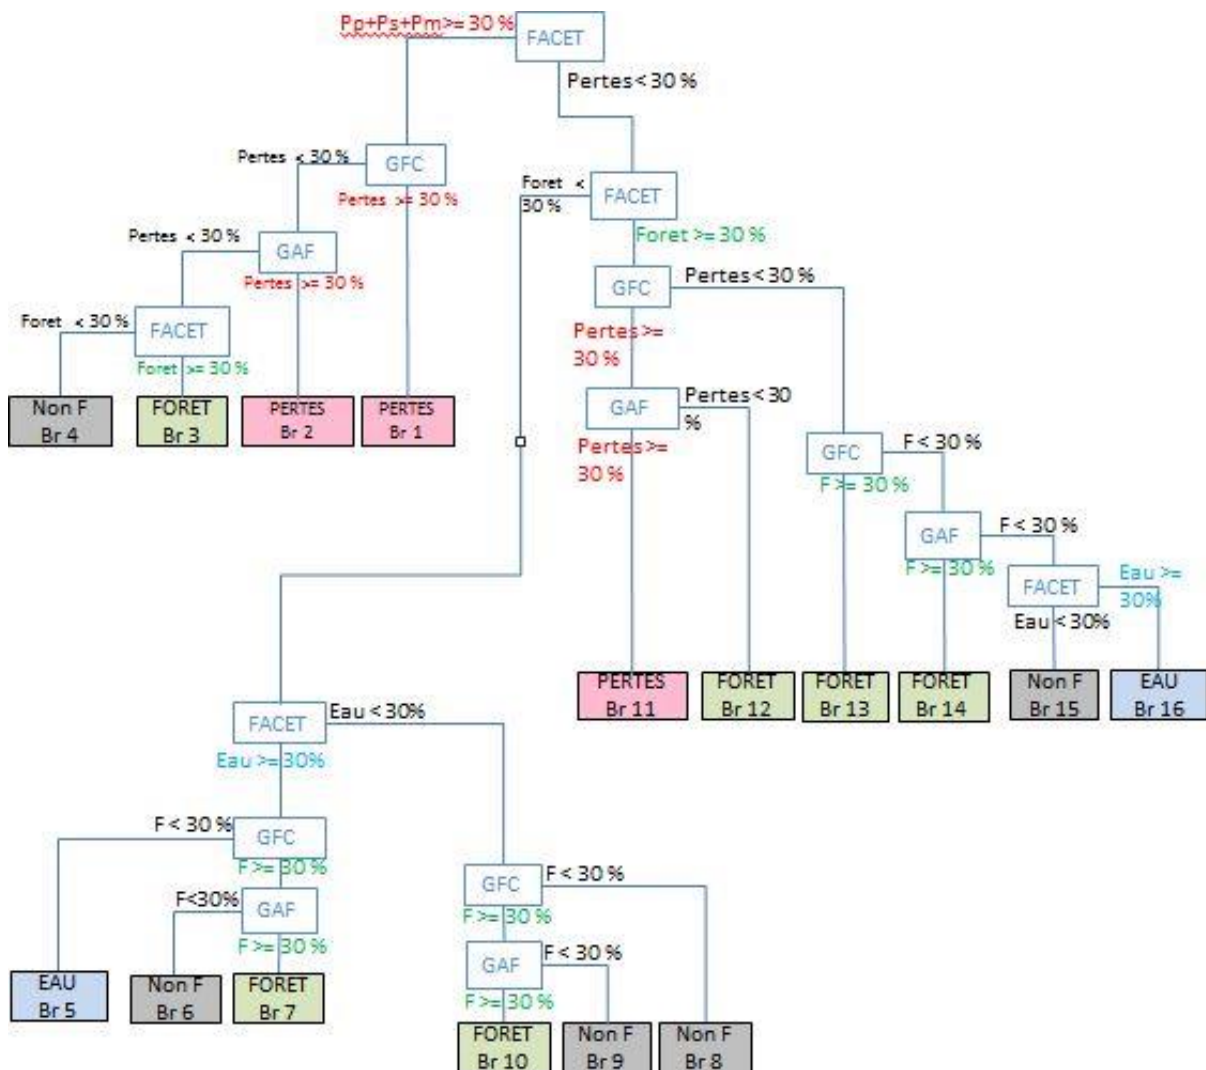 Pp+Ps+Pm>= 30 %
FACET
Pertes< 30 %
Pertes < 30 %
GFC
Pertes >= 30 %
Foret <
30 %
FACET
Foret >= 30 %
Pertes < 30 %
GAF
Pertes >= 30 %
GFC
Pertes< 30 %
Foret < 30 %
FACET
Foret >= 30 %
Pertes >=
30 %
GAF
Pertes< 30
%
Pertes >=
30 %
Non F
Br 4
FORET
Br 3
PERTES
Br 2
PERTES
Br 1
GFC
F < 30 %
F >= 30 %
GAF
F < 30 %
F >= 30 %
FACET
Eau >=
30%
Eau < 30%
PERTES
Br 11
FORET
Br 12
FORET
Br 13
FORET
Br 14
Non F
Br 15
EAU
Br 16
FACET
Eau < 30%
Eau >= 30%
F < 30 %
GFC
F >= 30 %
F<30%
GAF
F >= 30 %
GFC
F < 30 %
F >= 30 %
GAF
F < 30 %
F >= 30 %
EAU
Br 5
Non F
Br 6
FORET
Br 7
FORET
Br 10
Non F
Br 9
Non F
Br 8